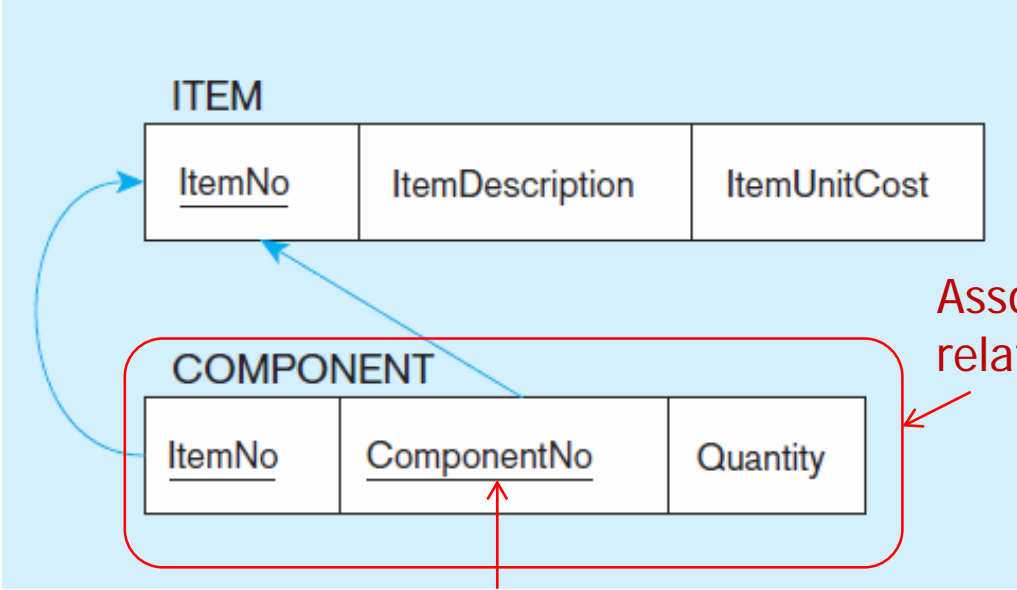 ITEM
ItemNo ItemDescription ItemUnitCost
COMPONENT
ItemNo ComponentNo Quantity